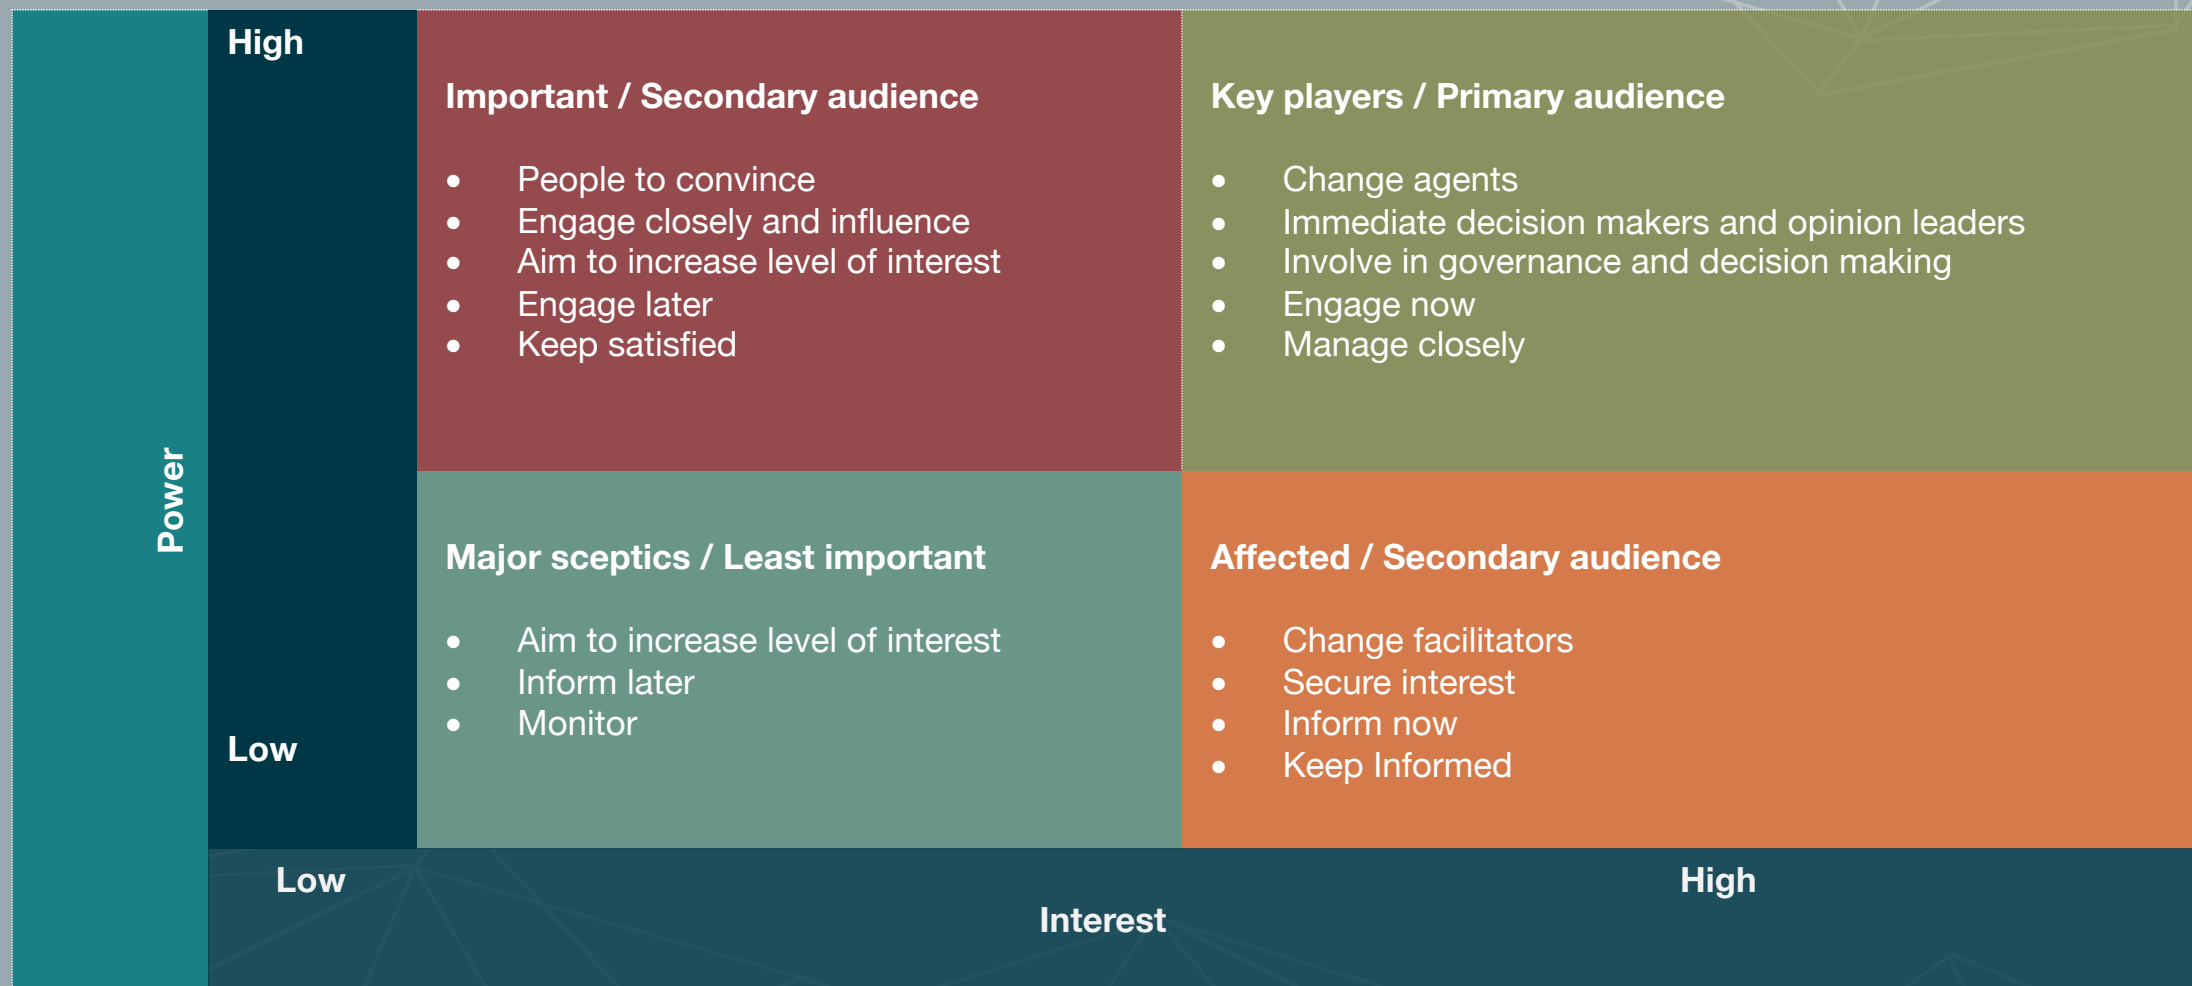 High
Important / Secondary audience
● People to convince
● Engage closely and influence
● Aim to increase level of interest
● Engage later
● Keep satisfied
Key players / Primary audience
● Change agents
● Immediate decision makers and opinion leaders
● Involve in governance and decision making
● Engage now
● Manage closely
Power
Low
Major sceptics / Least important
● Aim to increase level of interest
● Inform later
● Monitor
Affected / Secondary audience
● Change facilitators
● Secure interest
● Inform now
● Keep Informed
Low
High
Interest